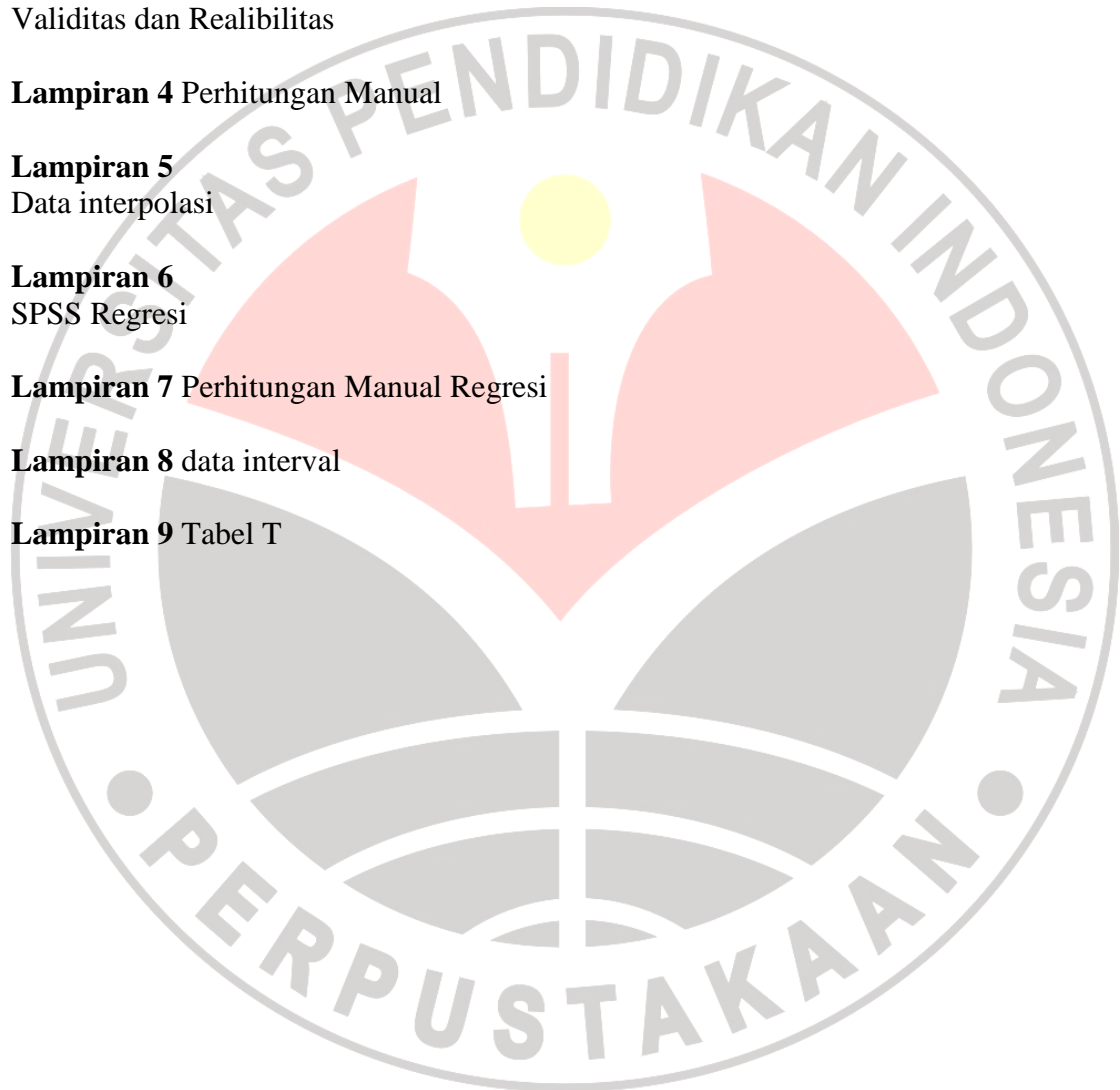 Validitas dan Realibilitas
Lampiran 4 Perhitungan Manual
Lampiran 5
Data interpolasi
Lampiran 6
SPSS Regresi
Lampiran 7 Perhitungan Manual Regresi
Lampiran 8 data interval
Lampiran 9 Tabel T
UNIVERSITAS PENDIDIKAN INDONESIA
PERPUSTAKAAN